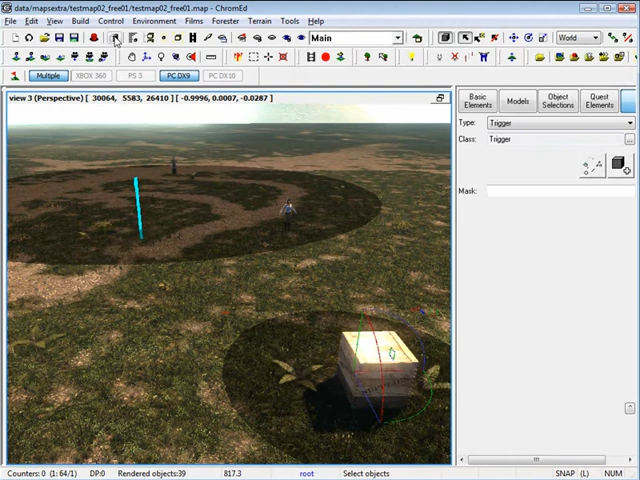 data/mapsextra/testmap02_free01/testmap02_free01.map - ChromEd
File Edit View Build Control Environment Films Forester Terrain Tools Window Help
Main
World
Multiple XBOX 360 PS 3 PC DX9 PC DX10
view 3 (Perspective) [ 30064, 5583, 26410 ] [ -0.9996, 0.0007, -0.0287 ]
Basic Elements Models Object Selections Quest Elements
Type: Trigger
Class: Trigger
Mask:
Counters: 0 (1: 64/1) DP:0 Rendered objects:39 817.3 root Select objects SNAP (L) NUM